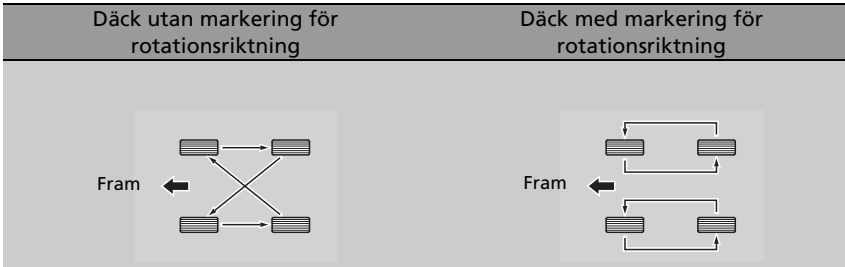 Däck utan markering för
rotationsriktning
Däck med markering för
rotationsriktning
Fram
Fram